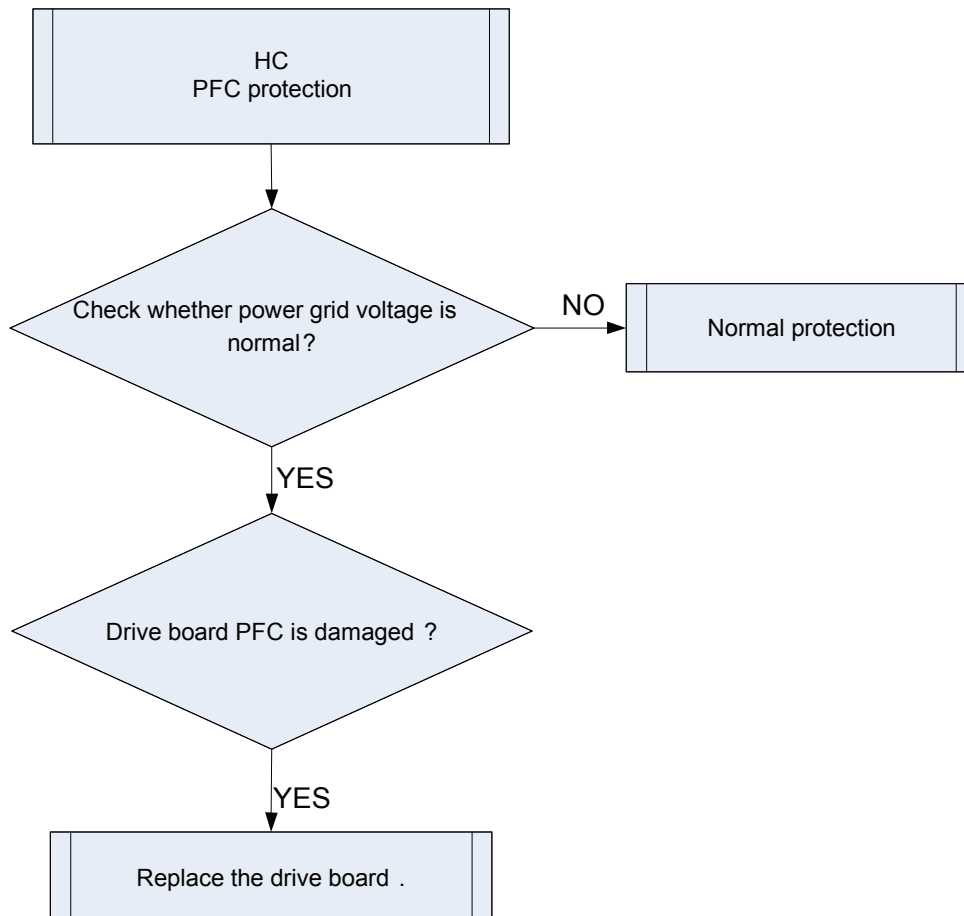 HC
PFC protection
Check whether power grid voltage is
normal?
NO
Normal protection
YES
Drive board PFC is damaged ?
YES
Replace the drive board .